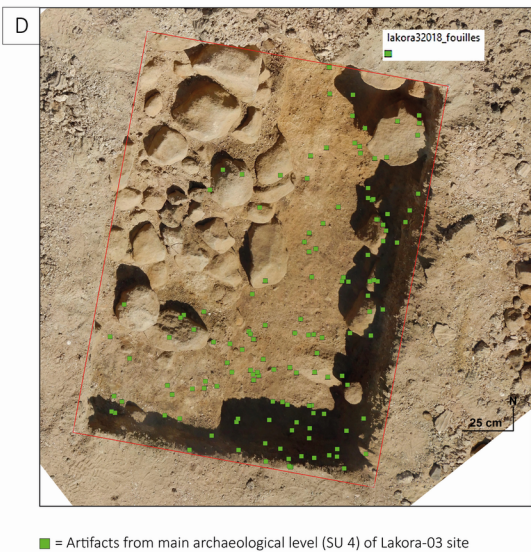 D
lakora32018_fouilles
N
25 cm
= Artifacts from main archaeological level (SU 4) of Lakora-03 site